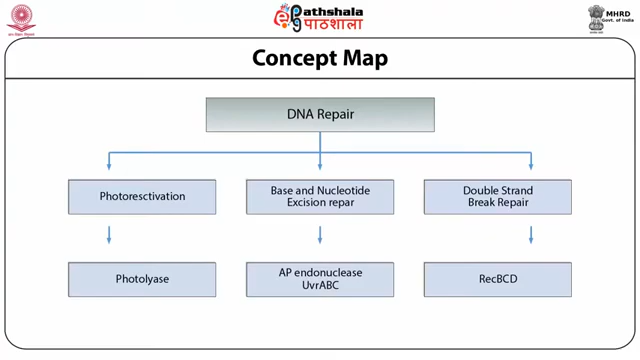 ePathshala
पाठशाला
MHRD
Govt. of India
Concept Map
DNA Repair
Photoresctivation
Base and Nucleotide
Excision repar
Double Strand
Break Repair
Photolyase
AP endonuclease
UvrABC
RecBCD